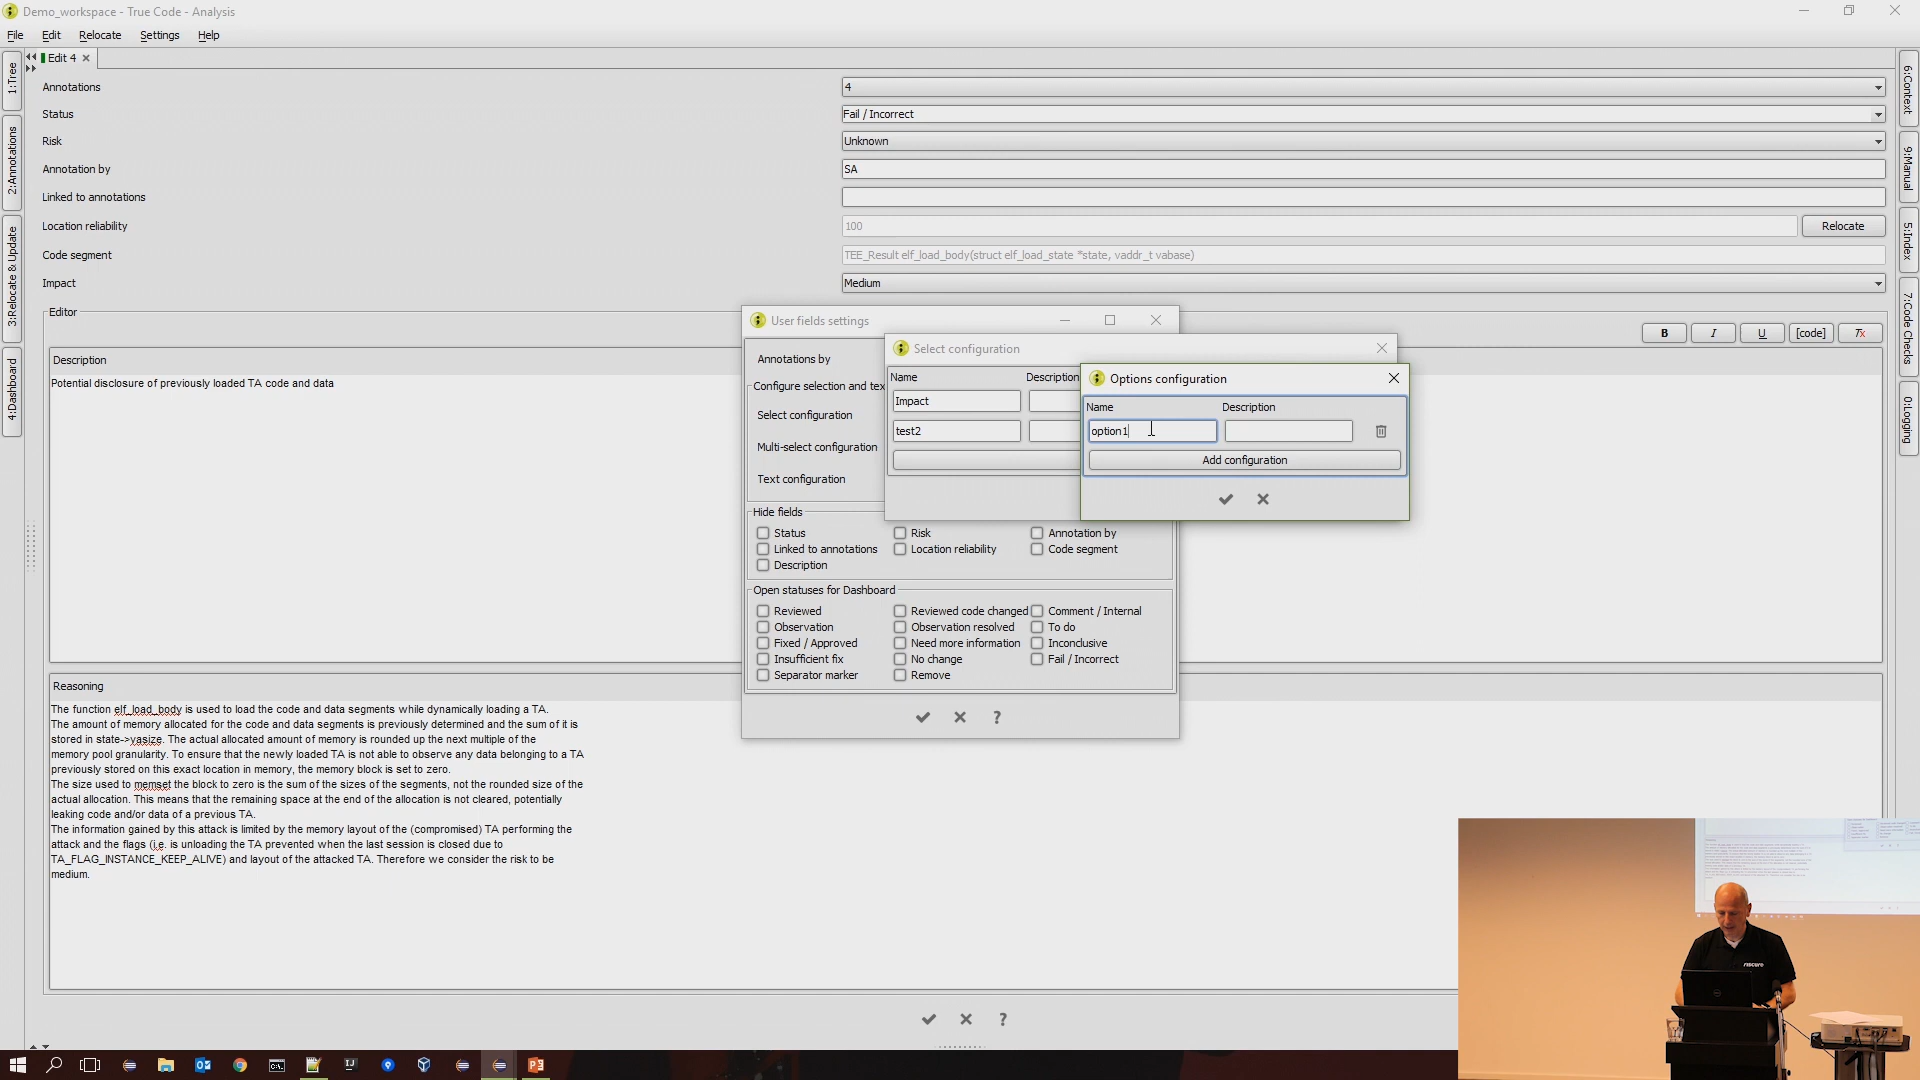 Demo_workspace - True Code - Analysis
File Edit Relocate Settings Help
Edit 4
1:Tree
2:Annotations
3:Relocate & Update
4:Dashboard
6:Context
9:Manual
5:Index
7:Code Checks
0:Logging
Annotations 4
Status Fail / Incorrect
Risk Unknown
Annotation by SA
Linked to annotations
Location reliability 100 Relocate
Code segment TEE_Result elf_load_body(struct elf_load_state *state, vaddr_t vabase)
Impact Medium
Editor
B I U [code] Tx
Description
Potential disclosure of previously loaded TA code and data
Reasoning
The function elf_load_body is used to load the code and data segments while dynamically loading a TA.
The amount of memory allocated for the code and data segments is previously determined and the sum of it is
stored in state->vasize. The actual allocated amount of memory is rounded up the next multiple of the
memory pool granularity. To ensure that the newly loaded TA is not able to observe any data belonging to a TA
previously stored on this exact location in memory, the memory block is set to zero.
The size used to memset the block to zero is the sum of the sizes of the segments, not the rounded size of the
actual allocation. This means that the remaining space at the end of the allocation is not cleared, potentially
leaking code and/or data of a previous TA.
The information gained by this attack is limited by the memory layout of the (compromised) TA performing the
attack and the flags (i.e. is unloading the TA prevented when the last session is closed due to
TA_FLAG_INSTANCE_KEEP_ALIVE) and layout of the attacked TA. Therefore we consider the risk to be
medium.
User fields settings
Annotations by
Configure selection and tex
Select configuration
Multi-select configuration
Text configuration
Hide fields
Status Risk Annotation by
Linked to annotations Location reliability Code segment
Description
Open statuses for Dashboard
Reviewed Reviewed code changed Comment / Internal
Observation Observation resolved To do
Fixed / Approved Need more information Inconclusive
Insufficient fix No change Fail / Incorrect
Separator marker Remove
?
Select configuration
Name Description
Impact
test2
Options configuration
Name Description
option1
Add configuration
?
riscure